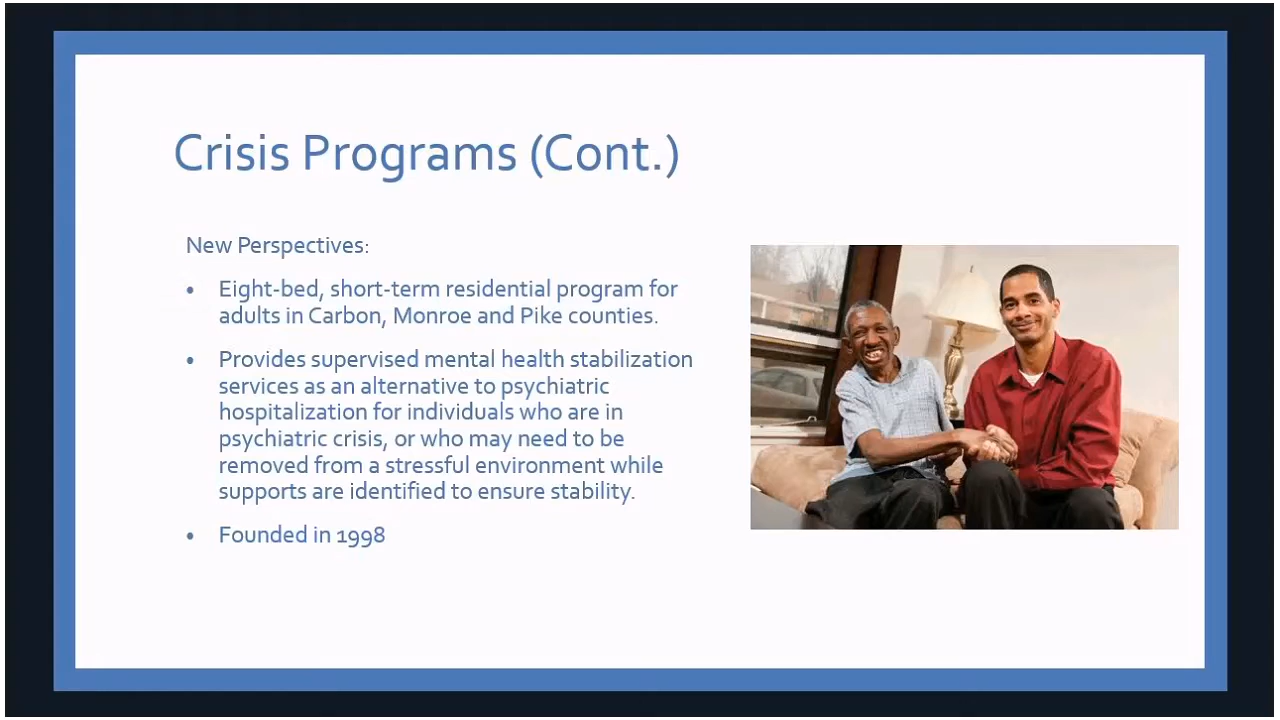 Crisis Programs (Cont.)
New Perspectives:
• Eight-bed, short-term residential program for
adults in Carbon, Monroe and Pike counties.
• Provides supervised mental health stabilization
services as an alternative to psychiatric
hospitalization for individuals who are in
psychiatric crisis, or who may need to be
removed from a stressful environment while
supports are identified to ensure stability.
• Founded in 1998